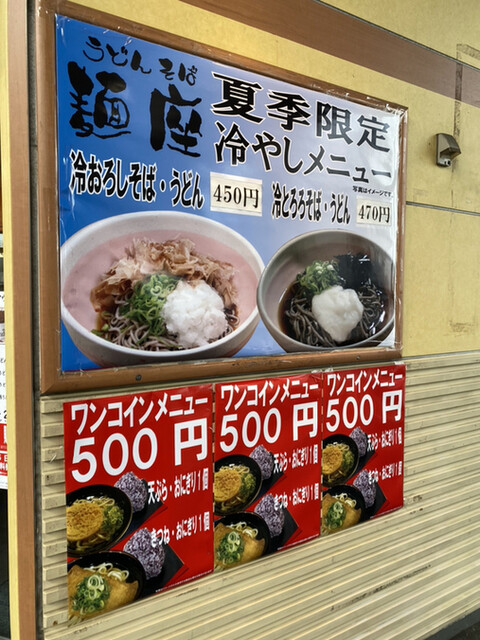 うどんそば
麺座
夏季限定
冷やしメニュー
写真はイメージです
冷おろしそば・うどん
450円
冷とろろそば・うどん
470円
ワンコインメニュー
500円
天ぷら・おにぎり1個
きつね・おにぎり1個
ワンコインメニュー
500円
天ぷら・おにぎり1個
きつね・おにぎり1個
ワンコインメニュー
500円
天ぷら・おにぎり1個
きつね・おにぎり1個